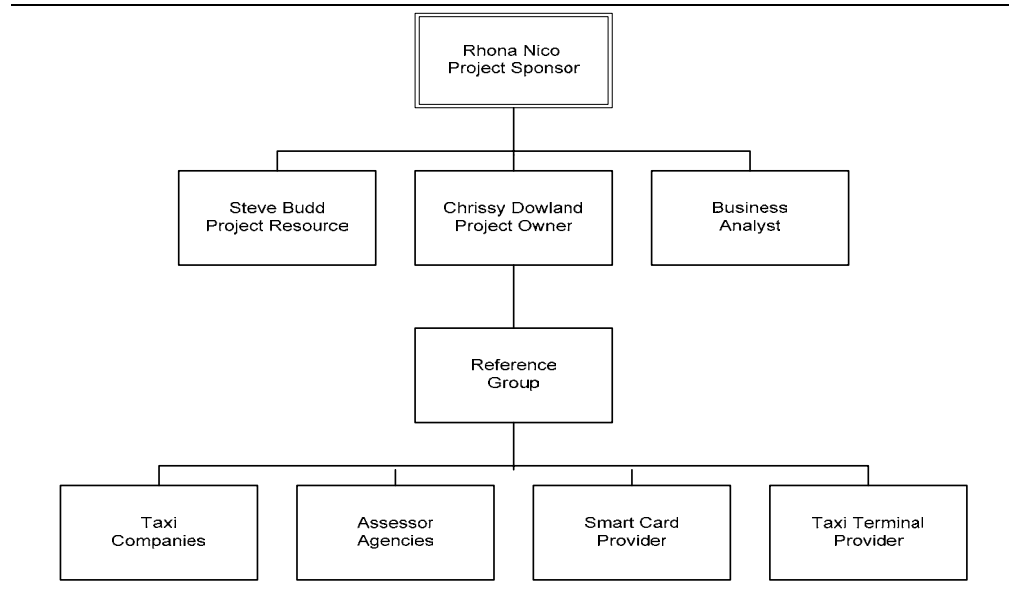 Rhona Nico
Project Sponsor
Steve Budd
Project Resource
Chrissy Dowland
Project Owner
Business
Analyst
Reference
Group
Taxi
Companies
Assessor
Agencies
Smart Card
Provider
Taxi Terminal
Provider